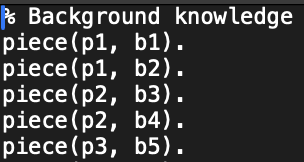 % Background knowledge
piece(p1, b1).
piece(p1, b2).
piece(p2, b3).
piece(p2, b4).
piece(p3, b5).